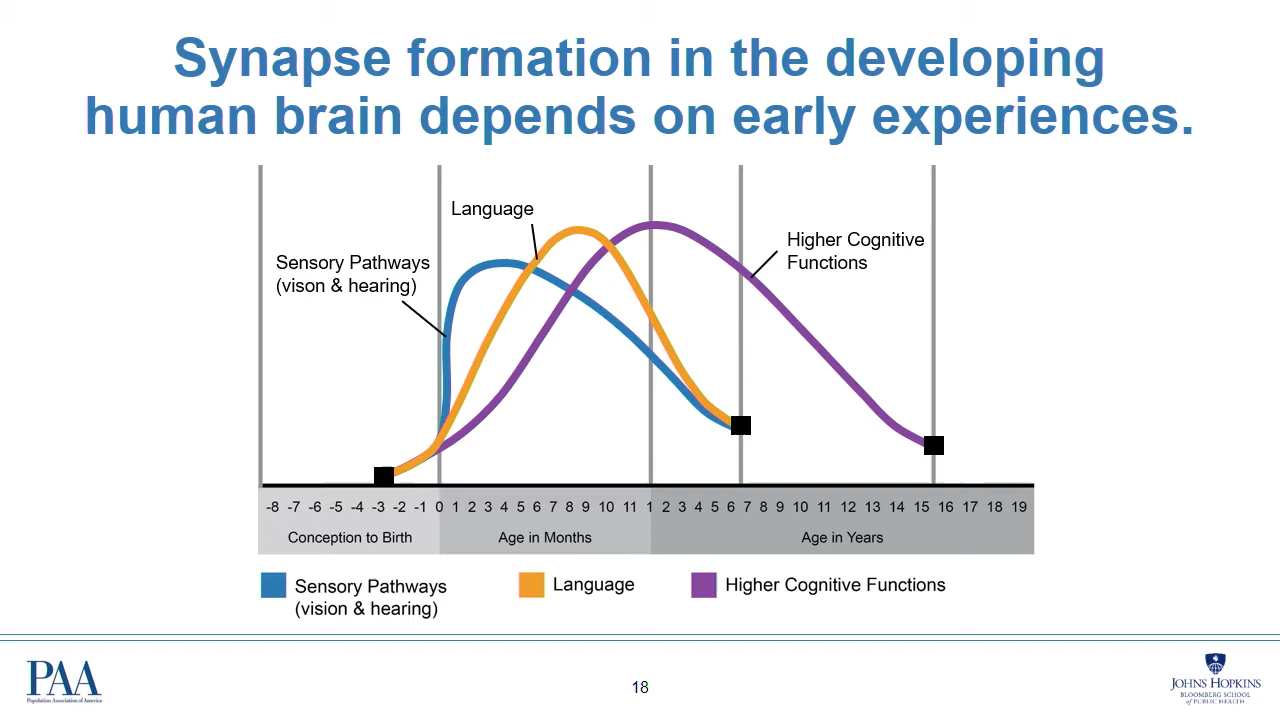 Synapse formation in the developing
human brain depends on early experiences.
Language
Sensory Pathways
(vison & hearing)
Higher Cognitive
Functions
-8 -7 -6 -5 -4 -3 -2 -1 0 1 2 3 4 5 6 7 8 9 10 11 1 2 3 4 5 6 7 8 9 10 11 12 13 14 15 16 17 18 19
Conception to Birth Age in Months Age in Years
Sensory Pathways
(vision & hearing)
Language
Higher Cognitive Functions
PAA
Population Association of America
18
JOHNS HOPKINS
BLOOMBERG SCHOOL
of PUBLIC HEALTH